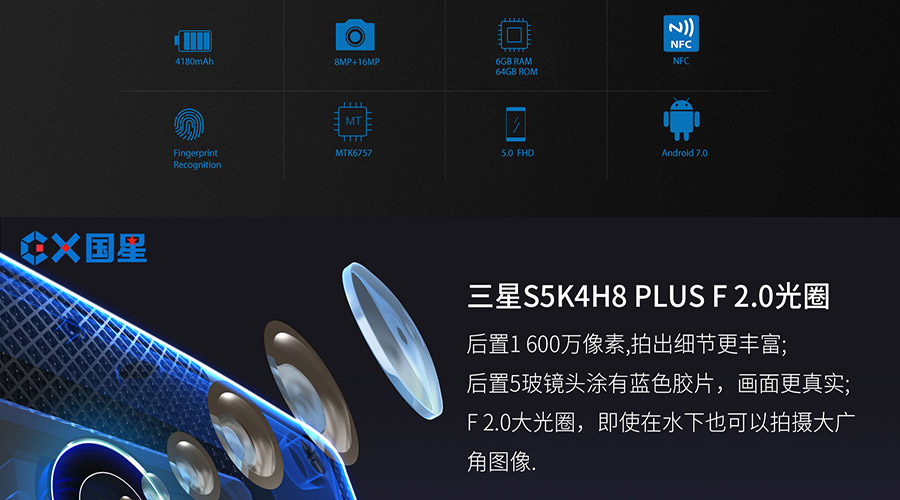 4180mAh
8MP+16MP
6GB RAM
64GB ROM
NFC
NFC
Fingerprint
Recognition
MT
MTK6757
5.0 FHD
Android 7.0
CX国星
三星S5K4H8 PLUS F 2.0光圈
后置1 600万像素,拍出细节更丰富;
后置5玻镜头涂有蓝色胶片，画面更真实;
F 2.0大光圈，即使在水下也可以拍摄大广
角图像.